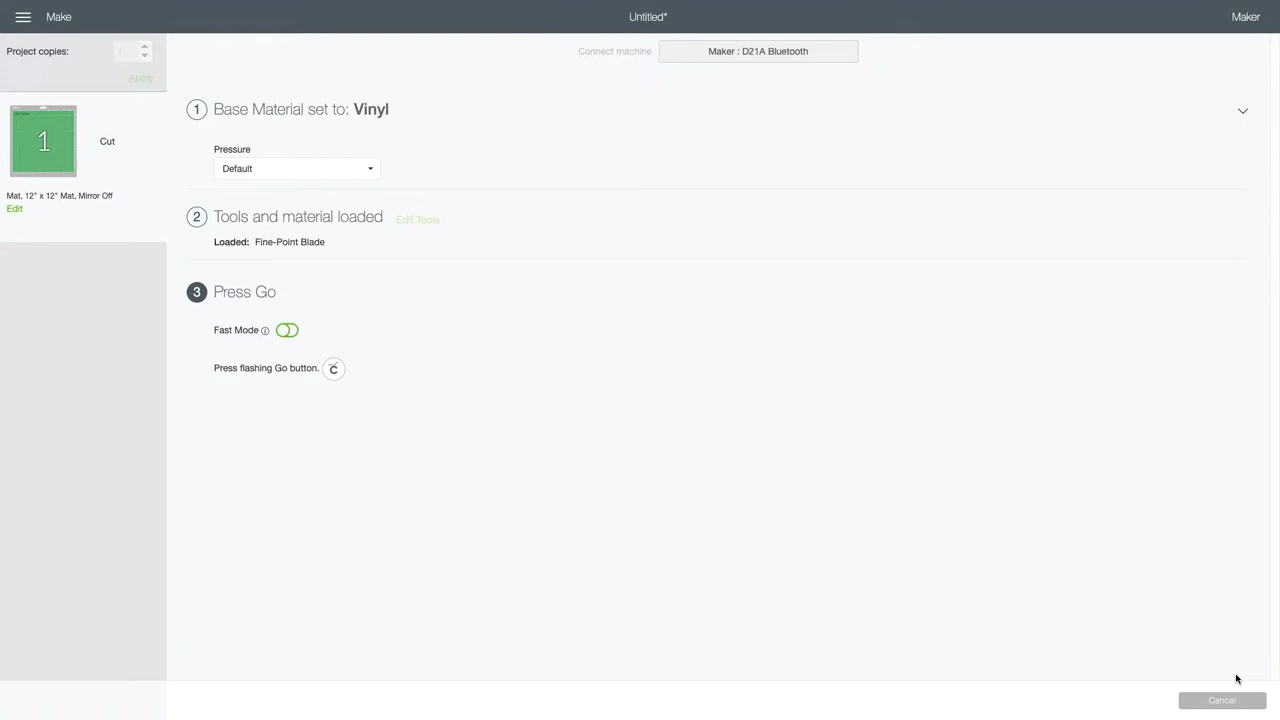 Make
Untitled*
Maker
Project copies:
Apply
1
Cut
Mat, 12" x 12" Mat, Mirror Off
Edit
Connect machine
Maker : D21A Bluetooth
1 Base Material set to: Vinyl
Pressure
Default
2 Tools and material loaded Edit Tools
Loaded: Fine-Point Blade
3 Press Go
Fast Mode
Press flashing Go button.
Cancel